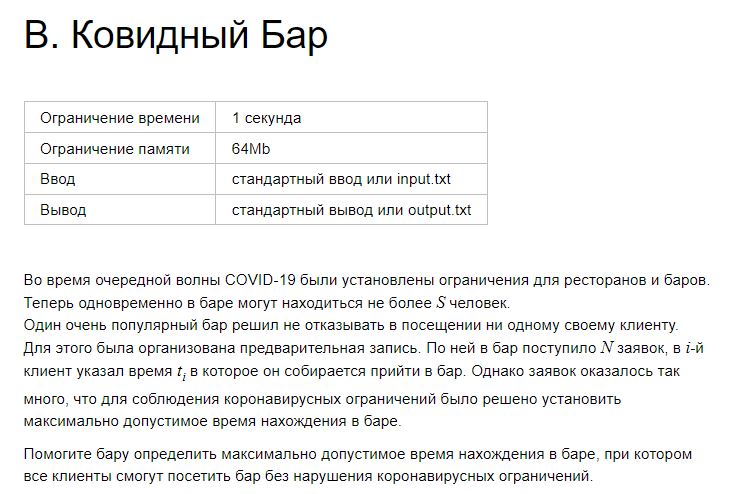 В. Ковидный Бар
Ограничение времени 1 секунда
Ограничение памяти 64Mb
Ввод стандартный ввод или input.txt
Вывод стандартный вывод или output.txt
Во время очередной волны COVID-19 были установлены ограничения для ресторанов и баров.
Теперь одновременно в баре могут находиться не более S человек.
Один очень популярный бар решил не отказывать в посещении ни одному своему клиенту.
Для этого была организована предварительная запись. По ней в бар поступило N заявок, в i-й
клиент указал время t_i в которое он собирается прийти в бар. Однако заявок оказалось так
много, что для соблюдения коронавирусных ограничений было решено установить
максимально допустимое время нахождения в баре.
Помогите бару определить максимально допустимое время нахождения в баре, при котором
все клиенты смогут посетить бар без нарушения коронавирусных ограничений.